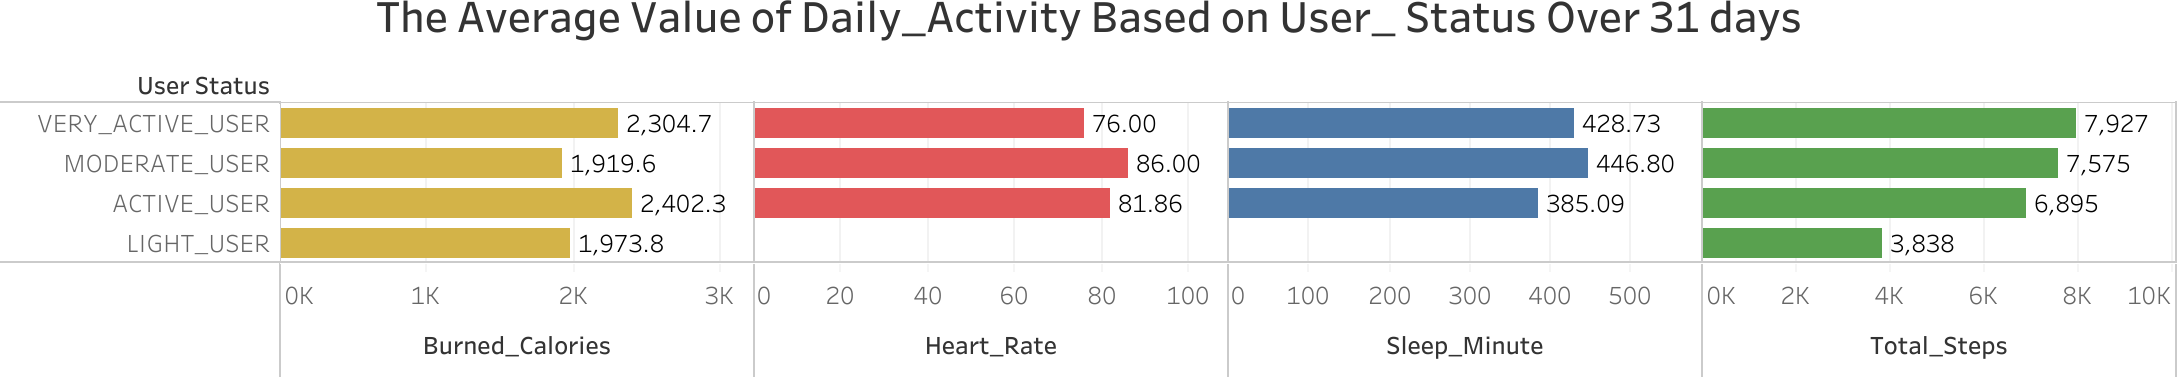 The Average Value of Daily_Activity Based on User_ Status Over 31 days
User Status
VERY_ACTIVE_USER 2,304.7 76.00 428.73 7,927
MODERATE_USER 1,919.6 86.00 446.80 7,575
ACTIVE_USER 2,402.3 81.86 385.09 6,895
LIGHT_USER 1,973.8 3,838
0K 1K 2K 3K 0 20 40 60 80 100 0 100 200 300 400 500 0K 2K 4K 6K 8K 10K
Burned_Calories Heart_Rate Sleep_Minute Total_Steps